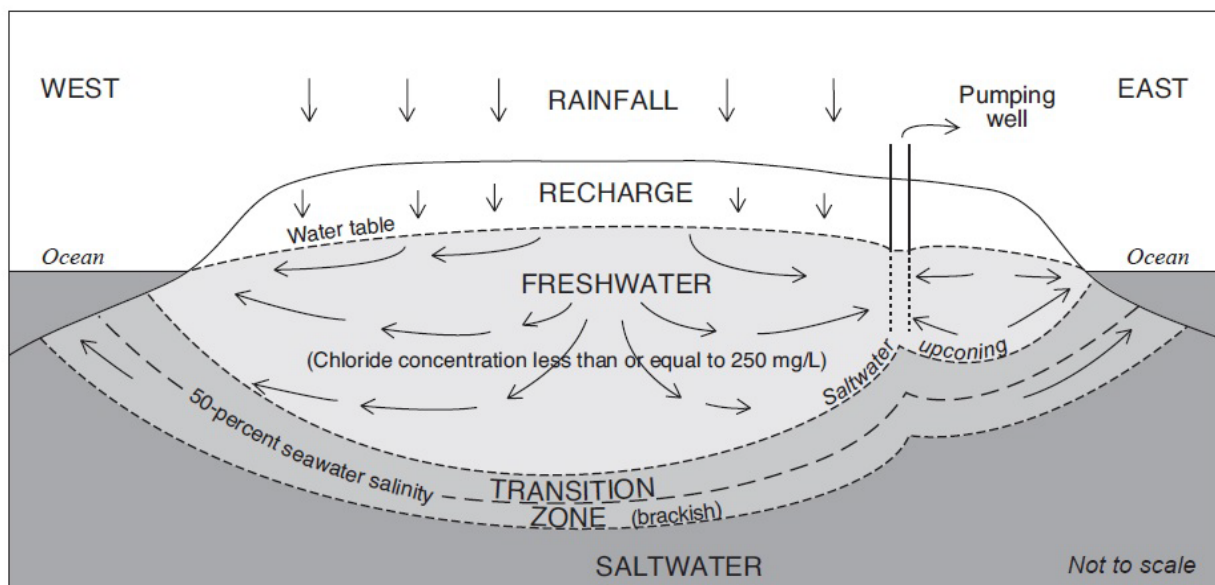 WEST
RAINFALL
Pumping
well
EAST
RECHARGE
Water table
Ocean
Ocean
FRESHWATER
(Chloride concentration less than or equal to 250 mg/L)
Saltwater
upconing
50-percent seawater salinity
TRANSITION
ZONE (brackish)
SALTWATER
Not to scale